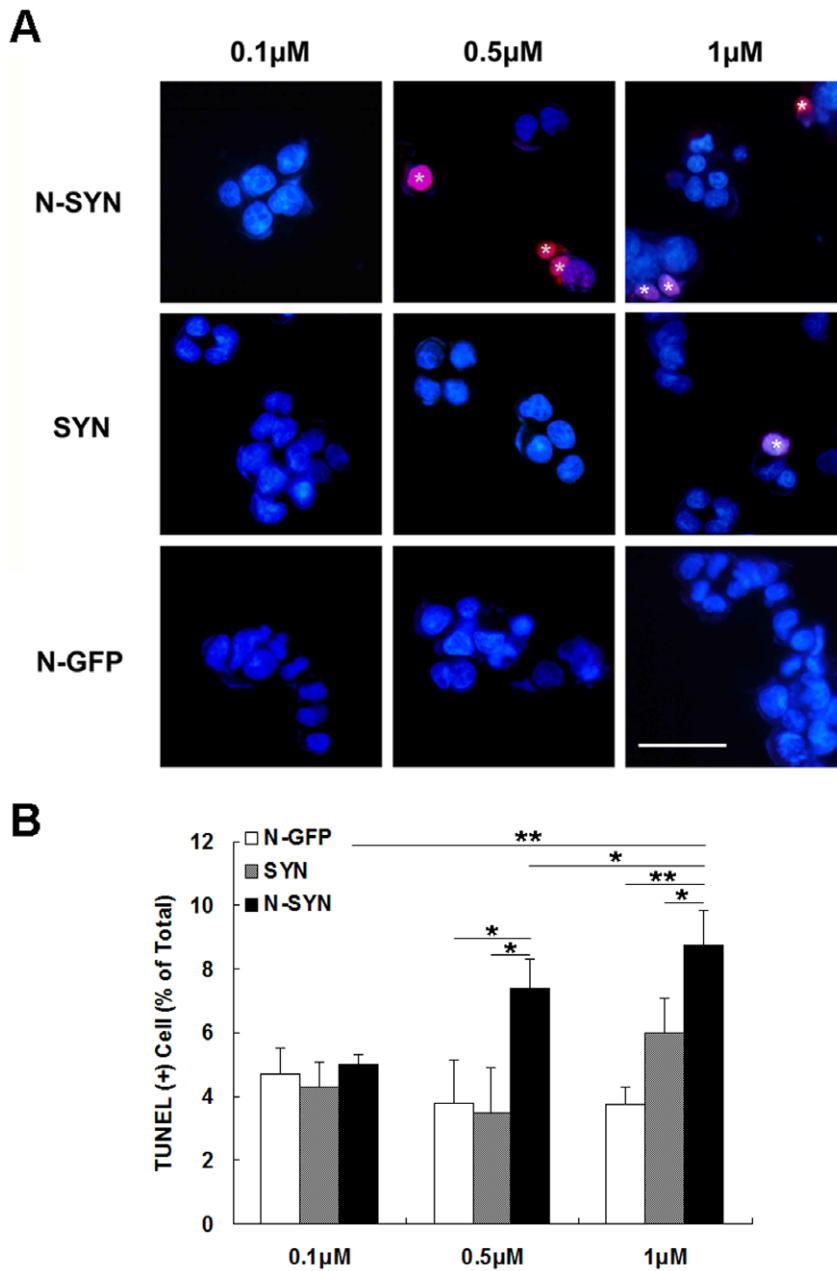 A
0.1µM 0.5µM 1µM
N-SYN
* * *
* * *
SYN
*
N-GFP
B
TUNEL (+) Cell (% of Total)
12
10
8
6
4
2
0
N-GFP
SYN
N-SYN
**
*
**
*
*
*
0.1µM 0.5µM 1µM